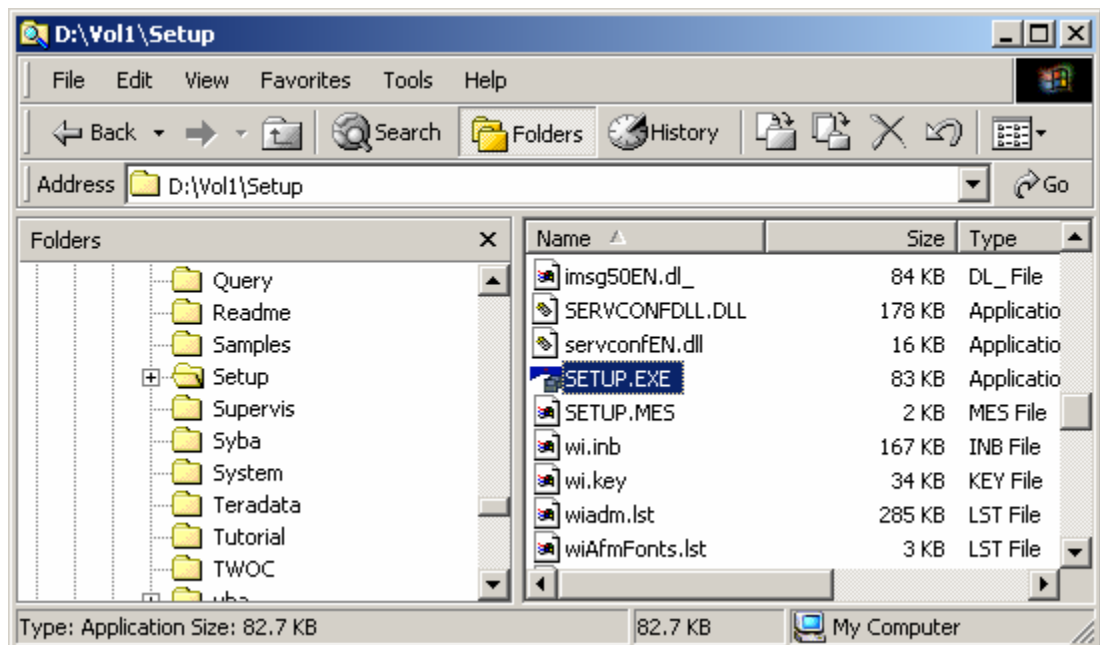 D:\Vol1\Setup
File Edit View Favorites Tools Help
Back Search Folders History
Address D:\Vol1\Setup Go
Folders
Query
Readme
Samples
Setup
Supervis
Syba
System
Teradata
Tutorial
TWOC
Name Size Type
imsg50EN.dl_ 84 KB DL_ File
SERVCONFDLL.DLL 178 KB Applicatio
servconfEN.dll 16 KB Applicatio
SETUP.EXE 83 KB Applicatio
SETUP.MES 2 KB MES File
wi.inb 167 KB INB File
wi.key 34 KB KEY File
wiadm.lst 285 KB LST File
wiAfmFonts.lst 3 KB LST File
Type: Application Size: 82.7 KB 82.7 KB My Computer